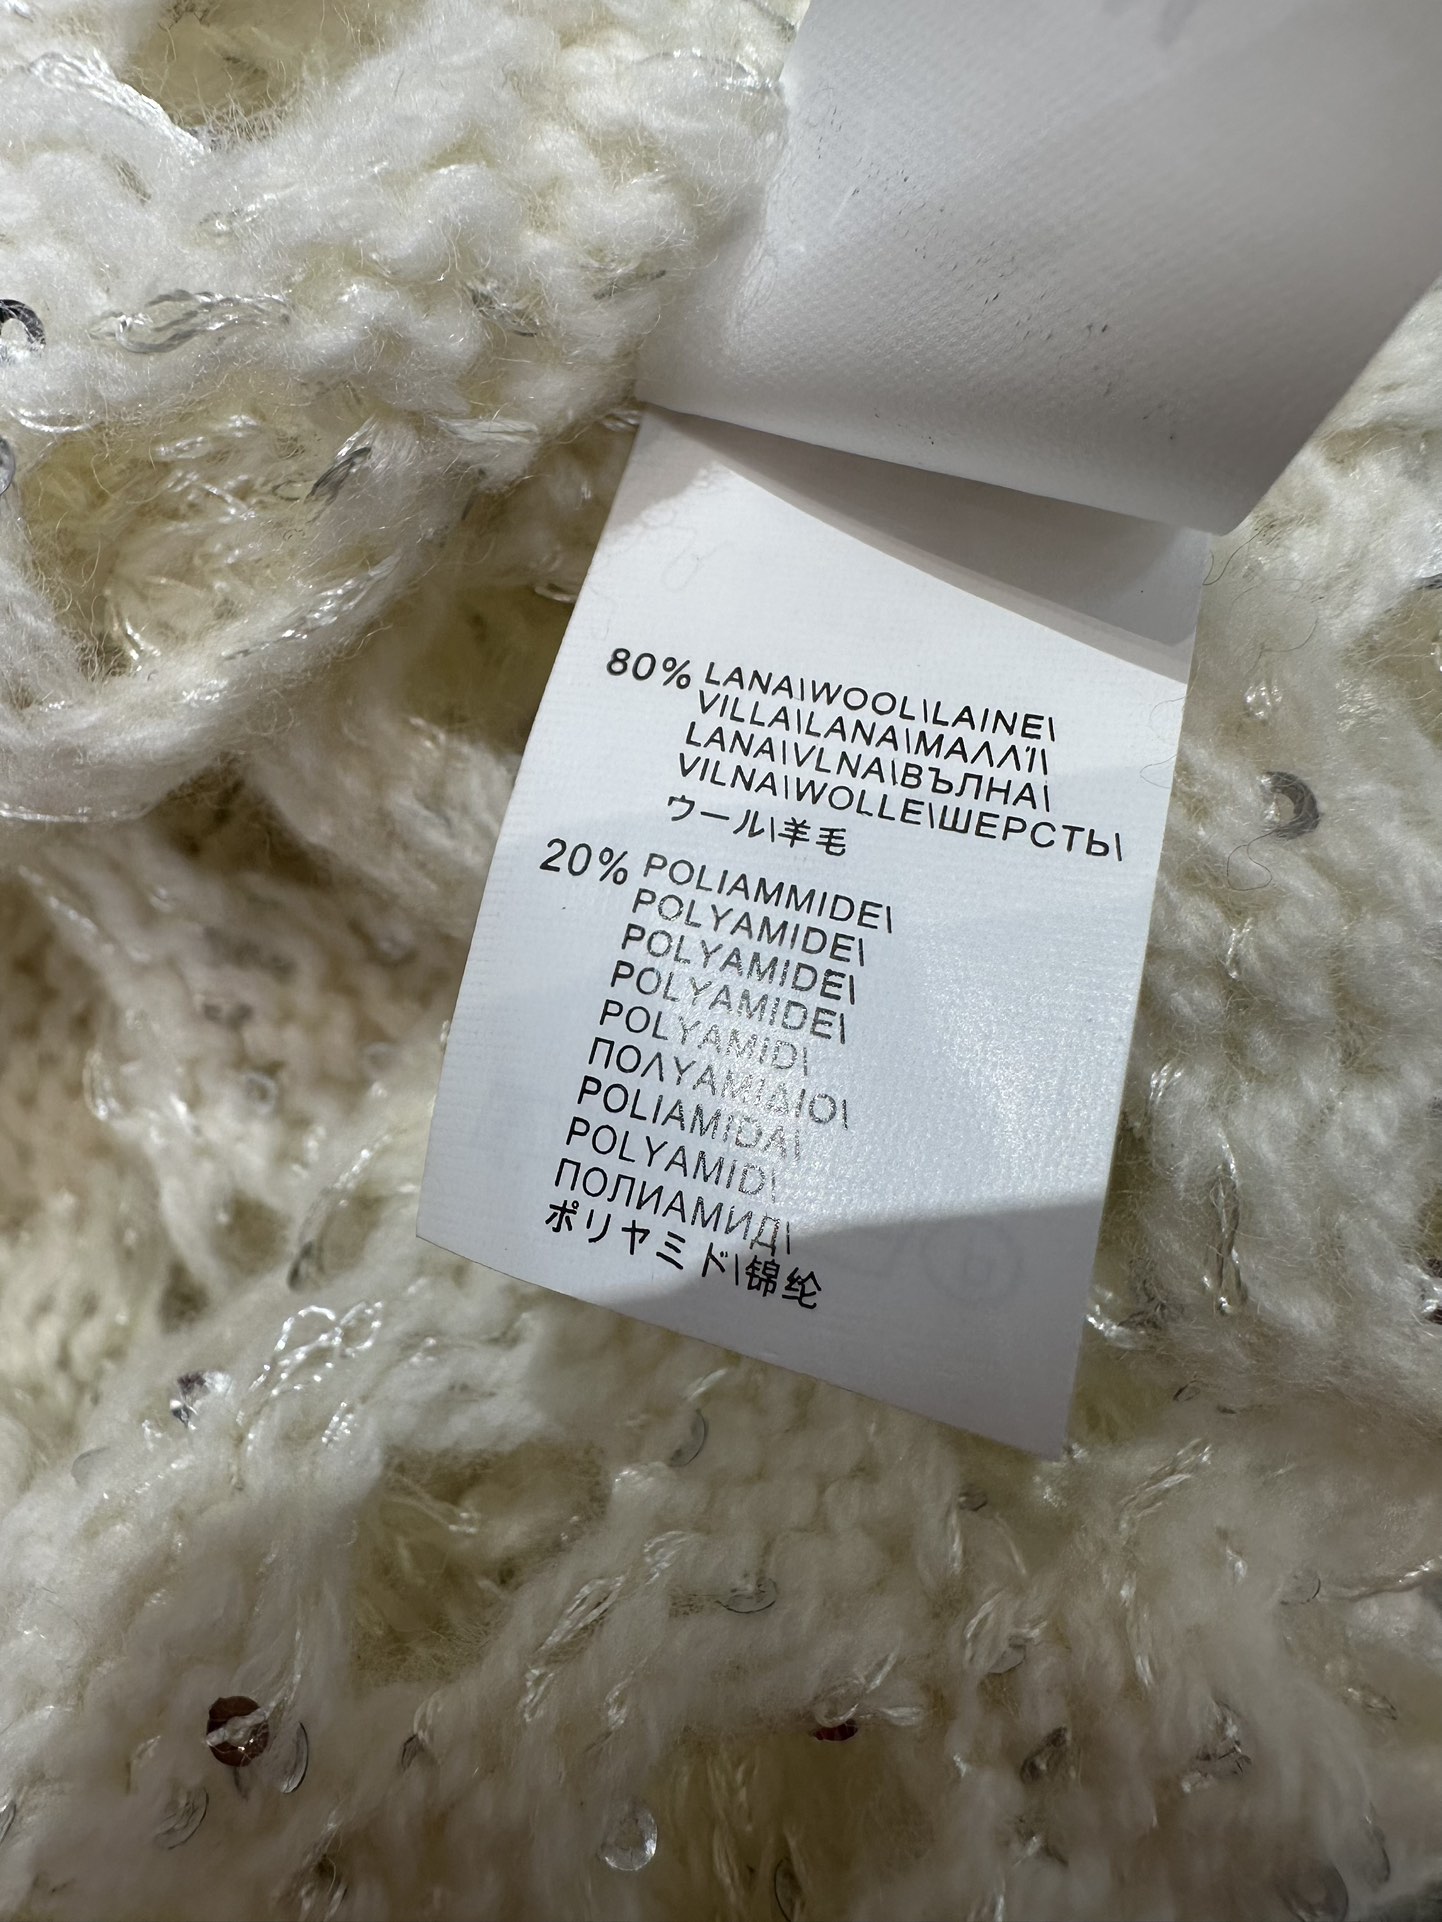 80% LANA\WOOL\LAINE\
VILLA\LANA\ΜΑΛΛΊ\
LANA\VLNA\ВЪЛНА\
VILNA\WOLLE\ШЕРСТЬ\
ウール\羊毛
20% POLIAMMIDE\
POLYAMIDE\
POLYAMIDE\
POLYAMIDE\
POLYAMID\
ΠΟΛΥΑΜΙΔΙΟ\
POLIAMIDA\
POLYAMID\
ПОЛИАМИД\
ポリヤミド\锦纶